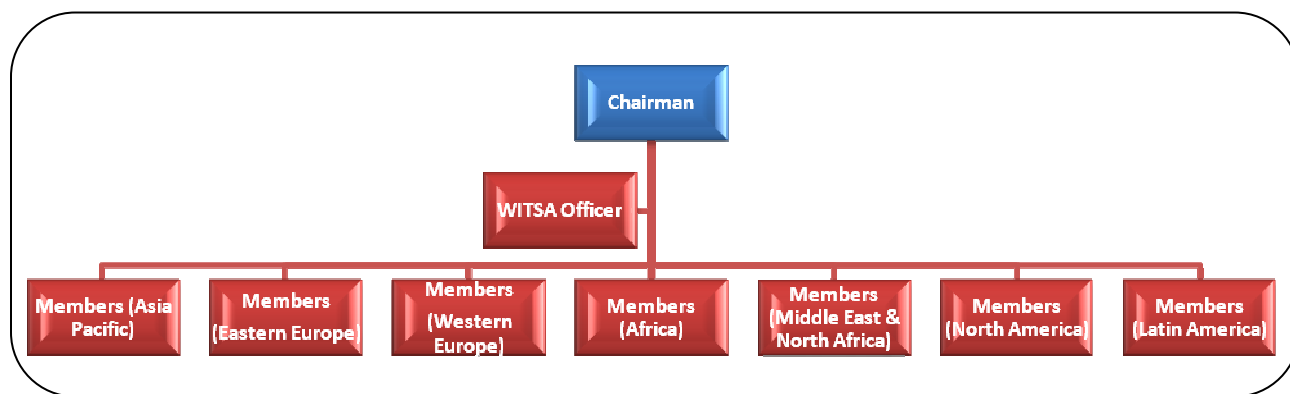 Chairman
WITSA Officer
Members (Asia
Pacific)
Members
(Eastern Europe)
Members
(Western
Europe)
Members
(Africa)
Members
(Middle East &
North Africa)
Members
(North America)
Members
(Latin America)